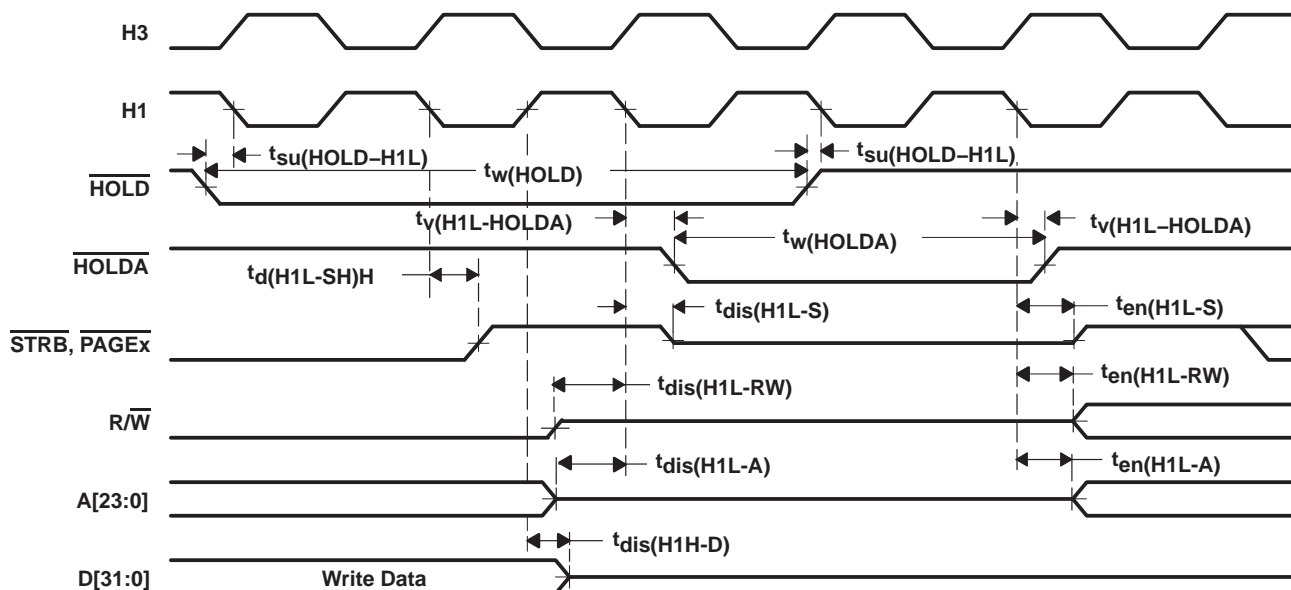 H3
H1
tsu(HOLD–H1L)
tsu(HOLD–H1L)
HOLD
tw(HOLD)
tv(H1L-HOLDA)
tv(H1L–HOLDA)
tw(HOLDA)
HOLDA
td(H1L-SH)H
tdis(H1L-S)
ten(H1L-S)
STRB, PAGEx
tdis(H1L-RW)
ten(H1L-RW)
R/W
tdis(H1L-A)
ten(H1L-A)
A[23:0]
tdis(H1H-D)
D[31:0]
Write Data